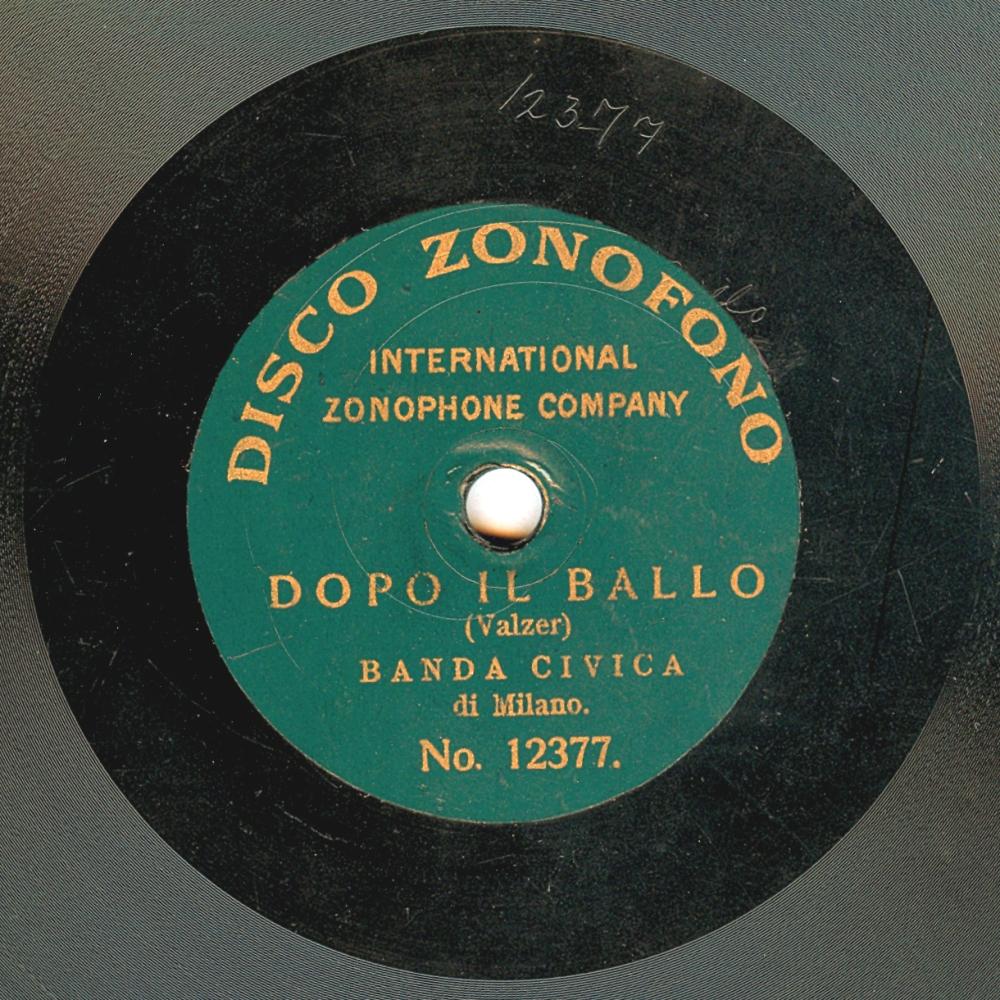 12377
DISCO ZONOFONO
INTERNATIONAL
ZONOPHONE COMPANY
DOPO IL BALLO
(Valzer)
BANDA CIVICA
di Milano.
No. 12377.